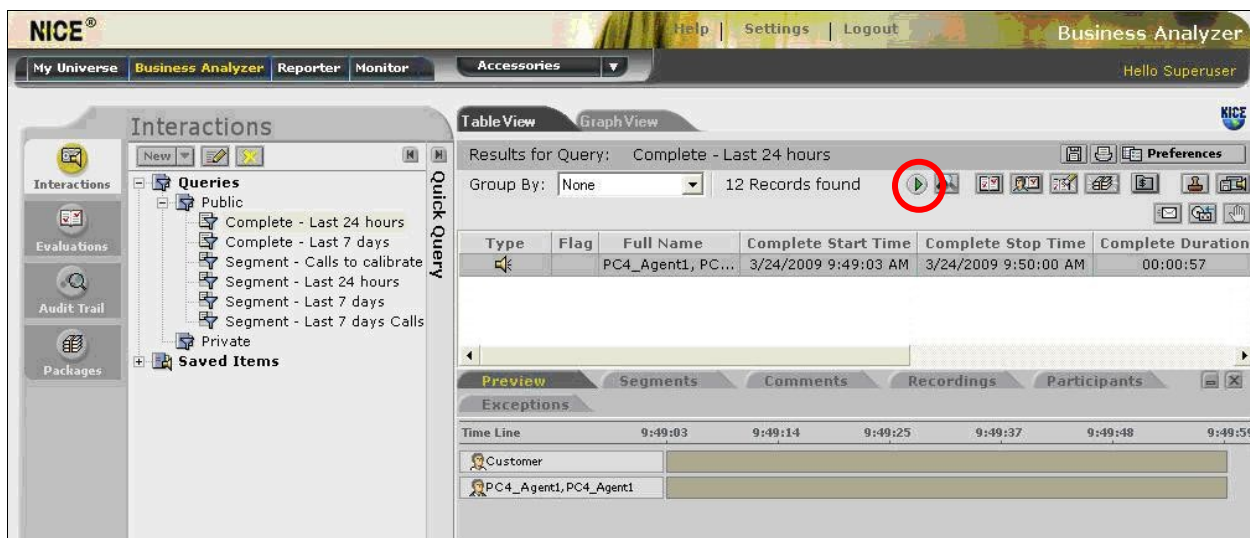 NICE®
Help | Settings | Logout
Business Analyzer
My Universe Business Analyzer Reporter Monitor
Accessories
Hello Superuser
Interactions
Table View
Graph View
NICE
New
Results for Query: Complete - Last 24 hours
Preferences
Interactions
Evaluations
Audit Trail
Packages
Queries
Public
Complete - Last 24 hours
Complete - Last 7 days
Segment - Calls to calibrate
Segment - Last 24 hours
Segment - Last 7 days
Segment - Last 7 days Calls
Private
Saved Items
Quick Query
Group By: None
12 Records found
Type Flag Full Name Complete Start Time Complete Stop Time Complete Duration
PC4_Agent1, PC... 3/24/2009 9:49:03 AM 3/24/2009 9:50:00 AM 00:00:57
Preview Segments Comments Recordings Participants
Exceptions
Time Line 9:49:03 9:49:14 9:49:25 9:49:37 9:49:48 9:49:59
Customer
PC4_Agent1, PC4_Agent1